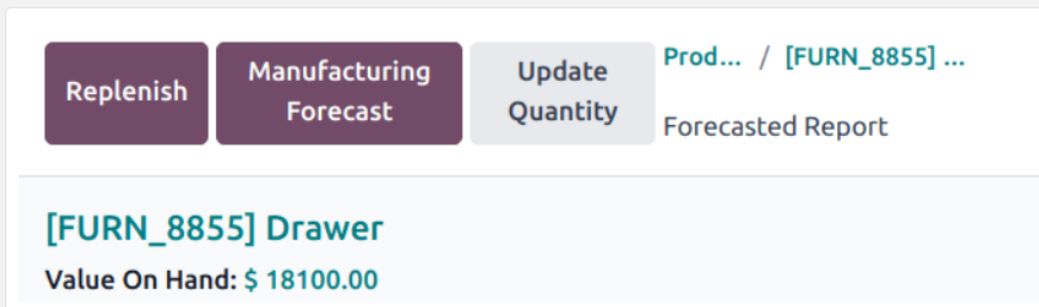 Replenish
Manufacturing
Forecast
Update
Quantity
Prod... / [FURN_8855] ...
Forecasted Report
[FURN_8855] Drawer
Value On Hand: $ 18100.00